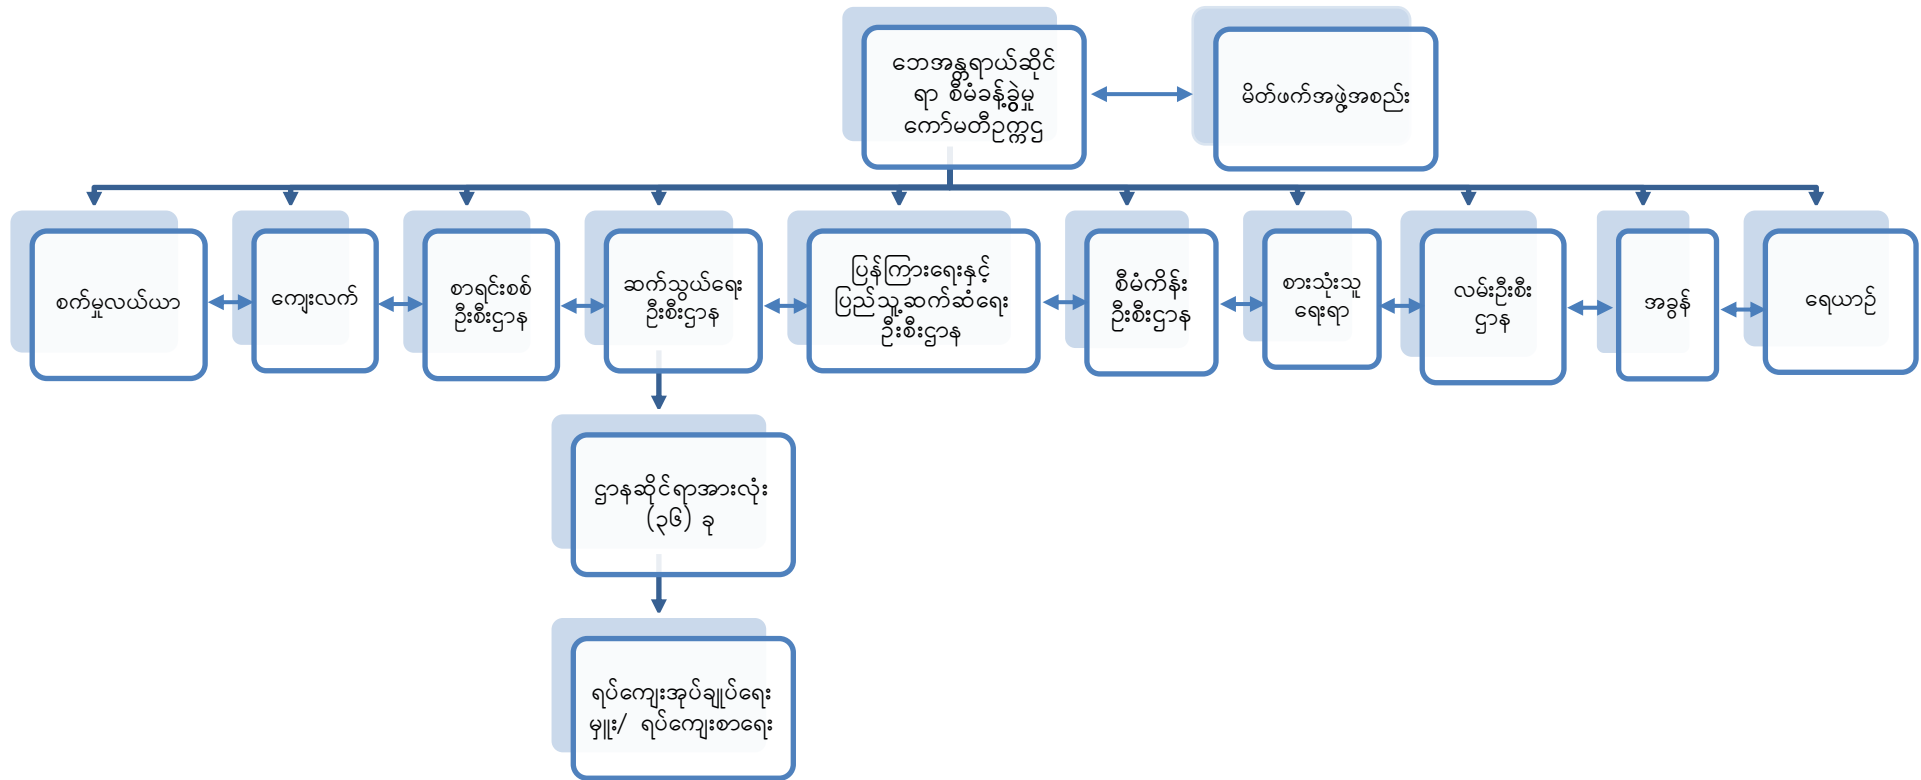 ဘေအန္တရာယ်ဆိုင်
ရာ စီမံခန့်ခွဲမှု
ကော်မတီဥက္ကဌ
မိတ်ဖက်အဖွဲ့အစည်း
စက်မှုလယ်ယာ
ကျေးလက်
စာရင်းစစ်
ဦးစီးဌာန
ဆက်သွယ်ရေး
ဦးစီးဌာန
ပြန်ကြားရေးနှင့်
ပြည်သူ့ဆက်ဆံရေး
ဦးစီးဌာန
စီမံကိန်း
ဦးစီးဌာန
စားသုံးသူ
ရေးရာ
လမ်းဦးစီး
ဌာန
အခွန်
ရေယာဉ်
ဌာနဆိုင်ရာအားလုံး
(၃၆) ခု
ရပ်ကျေးအုပ်ချုပ်ရေး
မှူး/ ရပ်ကျေးစာရေး